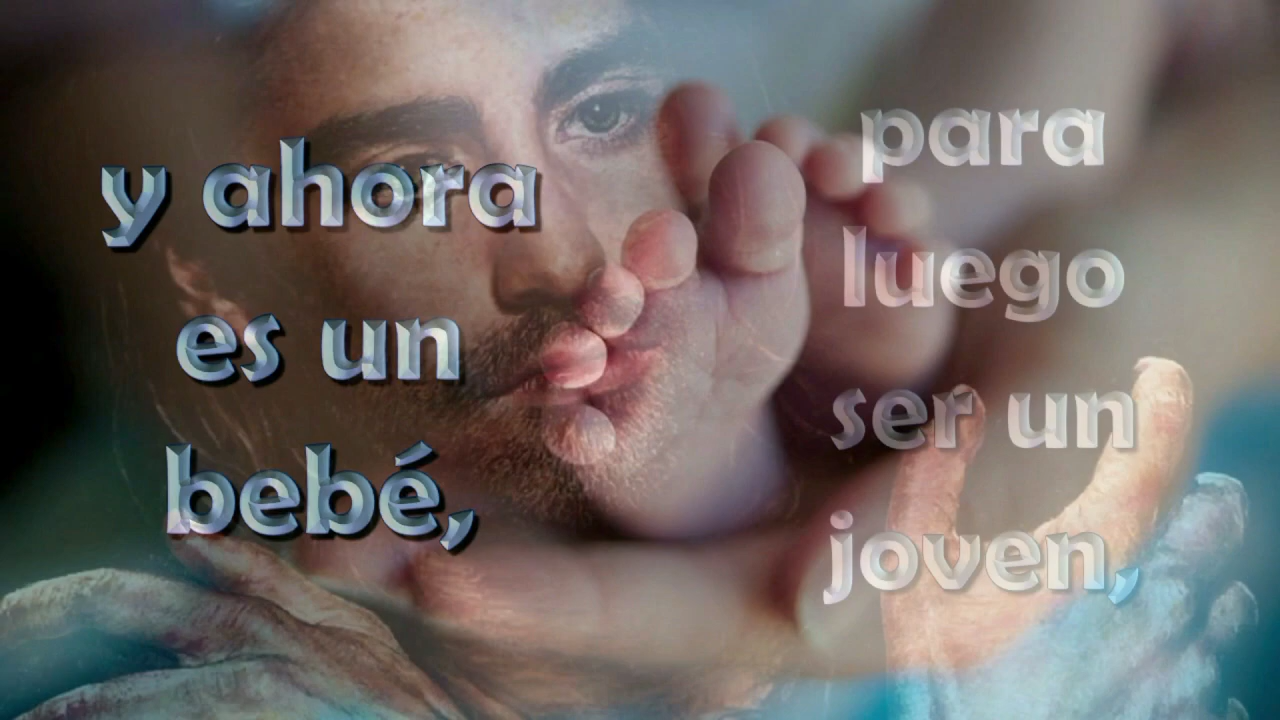 y ahora
es un
bebé,
para
luego
ser un
joven,